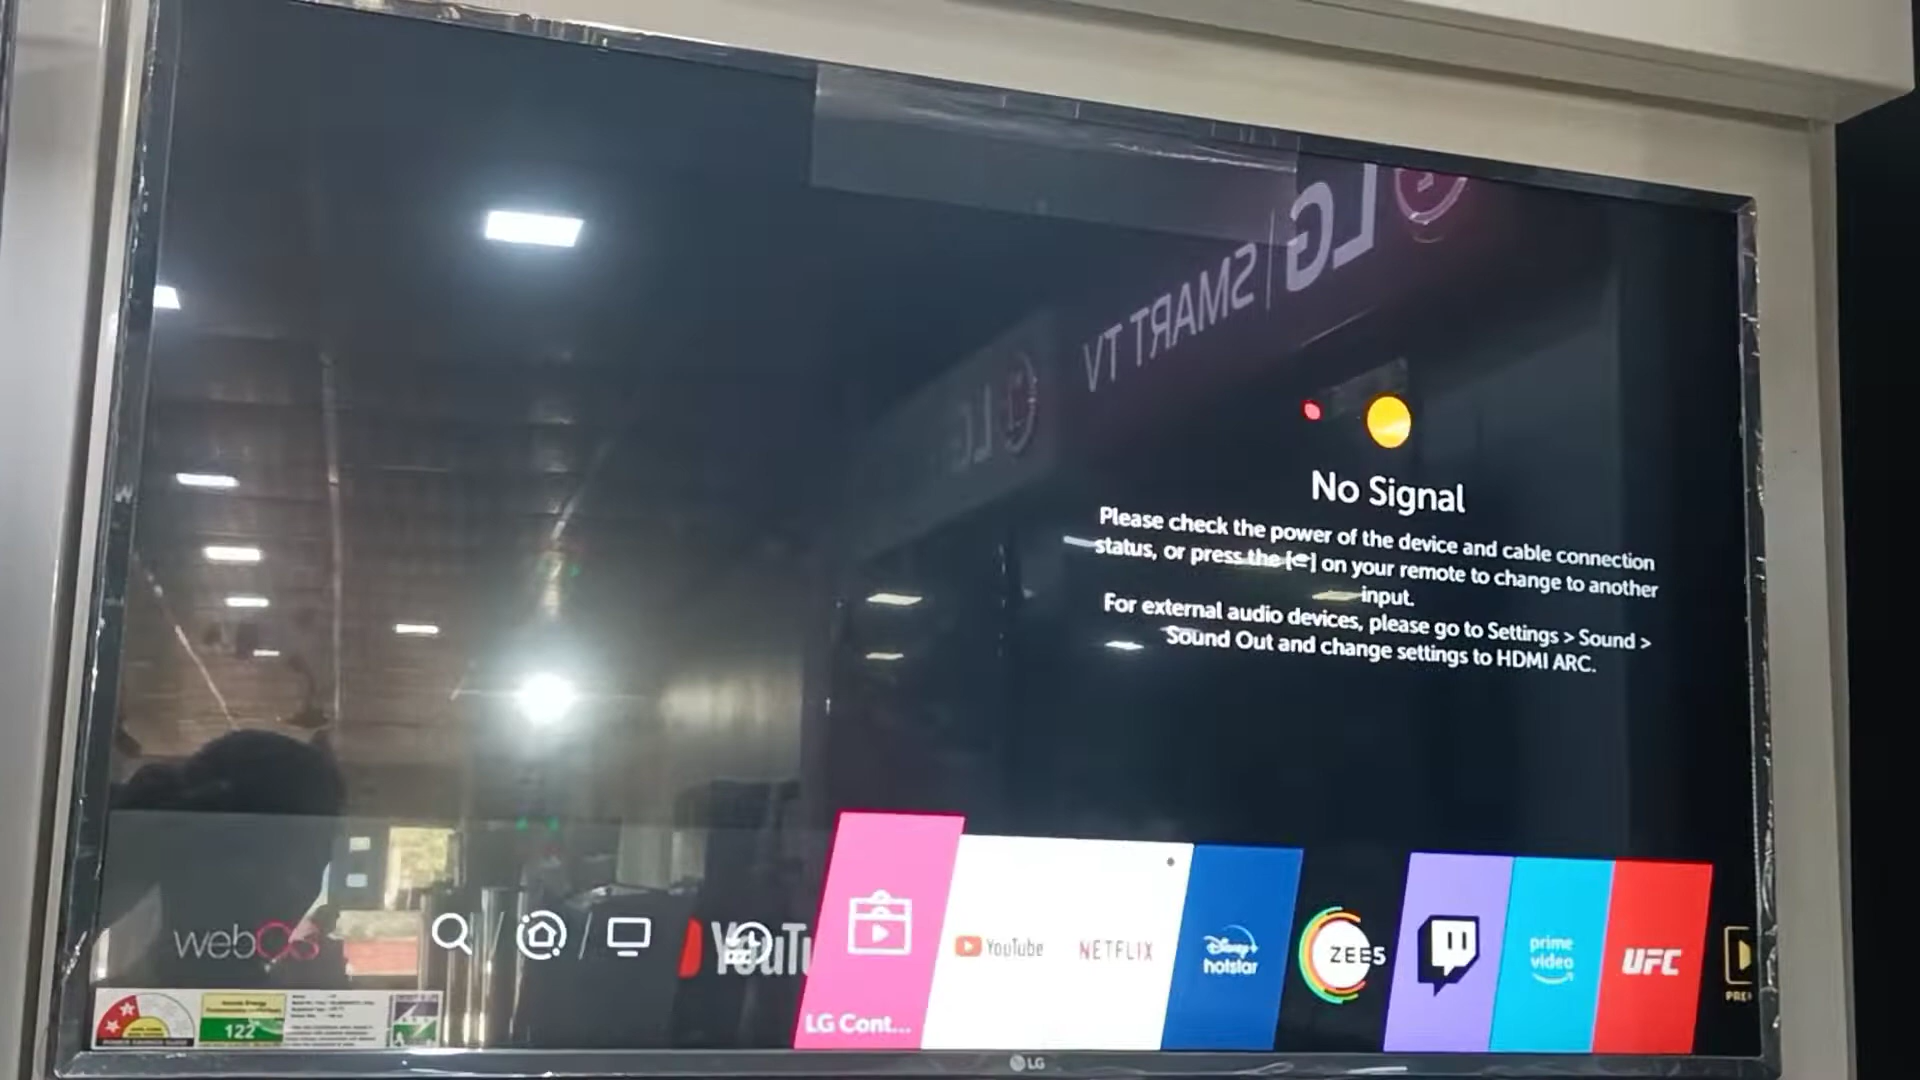 LG | SMART TV
LG
No Signal
Please check the power of the device and cable connection
status, or press the [] on your remote to change to another
input.
For external audio devices, please go to Settings > Sound >
Sound Out and change settings to HDMI ARC.
webOS
YouTu
LG Cont...
YouTube
NETFLIX
Disney+
hotstar
ZEE5
prime
video
UFC
PRE
122
LG